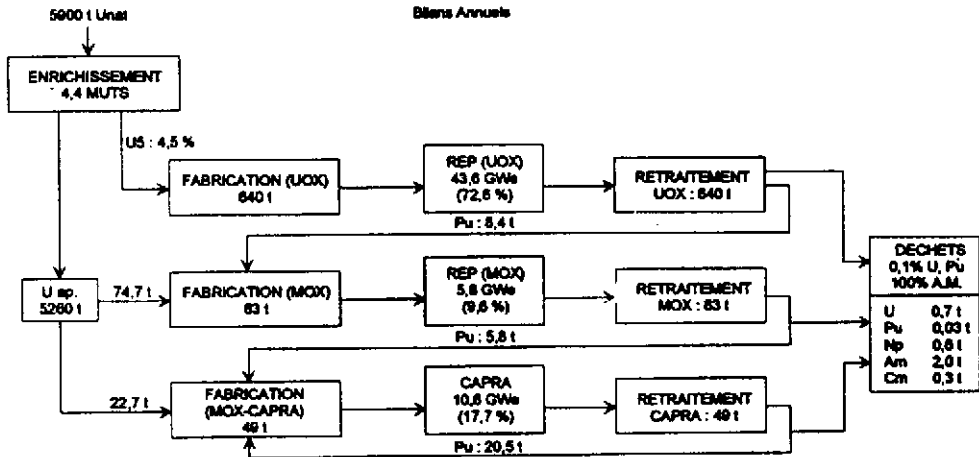 Bilans Annuels
5900 t Unat
ENRICHISSEMENT
4,4 MUTS
U5 : 4,5 %
FABRICATION (UOX)
640 t
REP (UOX)
43,6 GWe
(72,6 %)
RETRAITEMENT
UOX : 640 t
Pu : 8,4 t
U ap.
5260 t
74,7 t
FABRICATION (MOX)
83 t
REP (MOX)
5,8 GWe
(9,6 %)
RETRAITEMENT
MOX : 83 t
Pu : 5,8 t
22,7 t
FABRICATION
(MOX-CAPRA)
49 t
CAPRA
10,6 GWe
(17,7 %)
RETRAITEMENT
CAPRA : 49 t
Pu : 20,5 t
DECHETS
0,1% U, Pu
100% A.M.
U 0,7 t
Pu 0,03 t
Np
Am 2,0 t
Cm 0,3 t